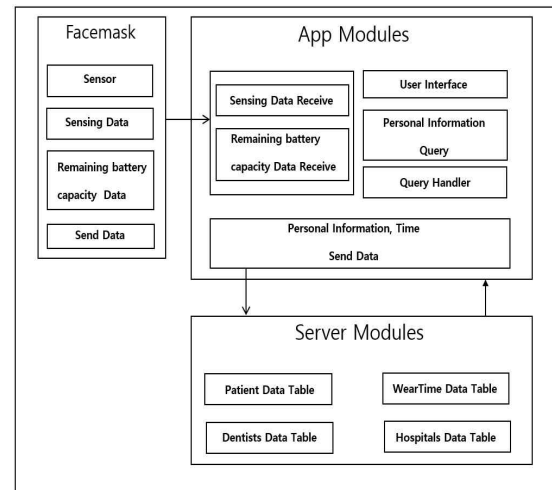 Facemask
Sensor
Sensing Data
Remaining battery
capacity Data
Send Data
App Modules
Sensing Data Receive
Remaining battery
capacity Data Receive
User Interface
Personal Information
Query
Query Handler
Personal Information, Time
Send Data
Server Modules
Patient Data Table
WearTime Data Table
Dentists Data Table
Hospitals Data Table